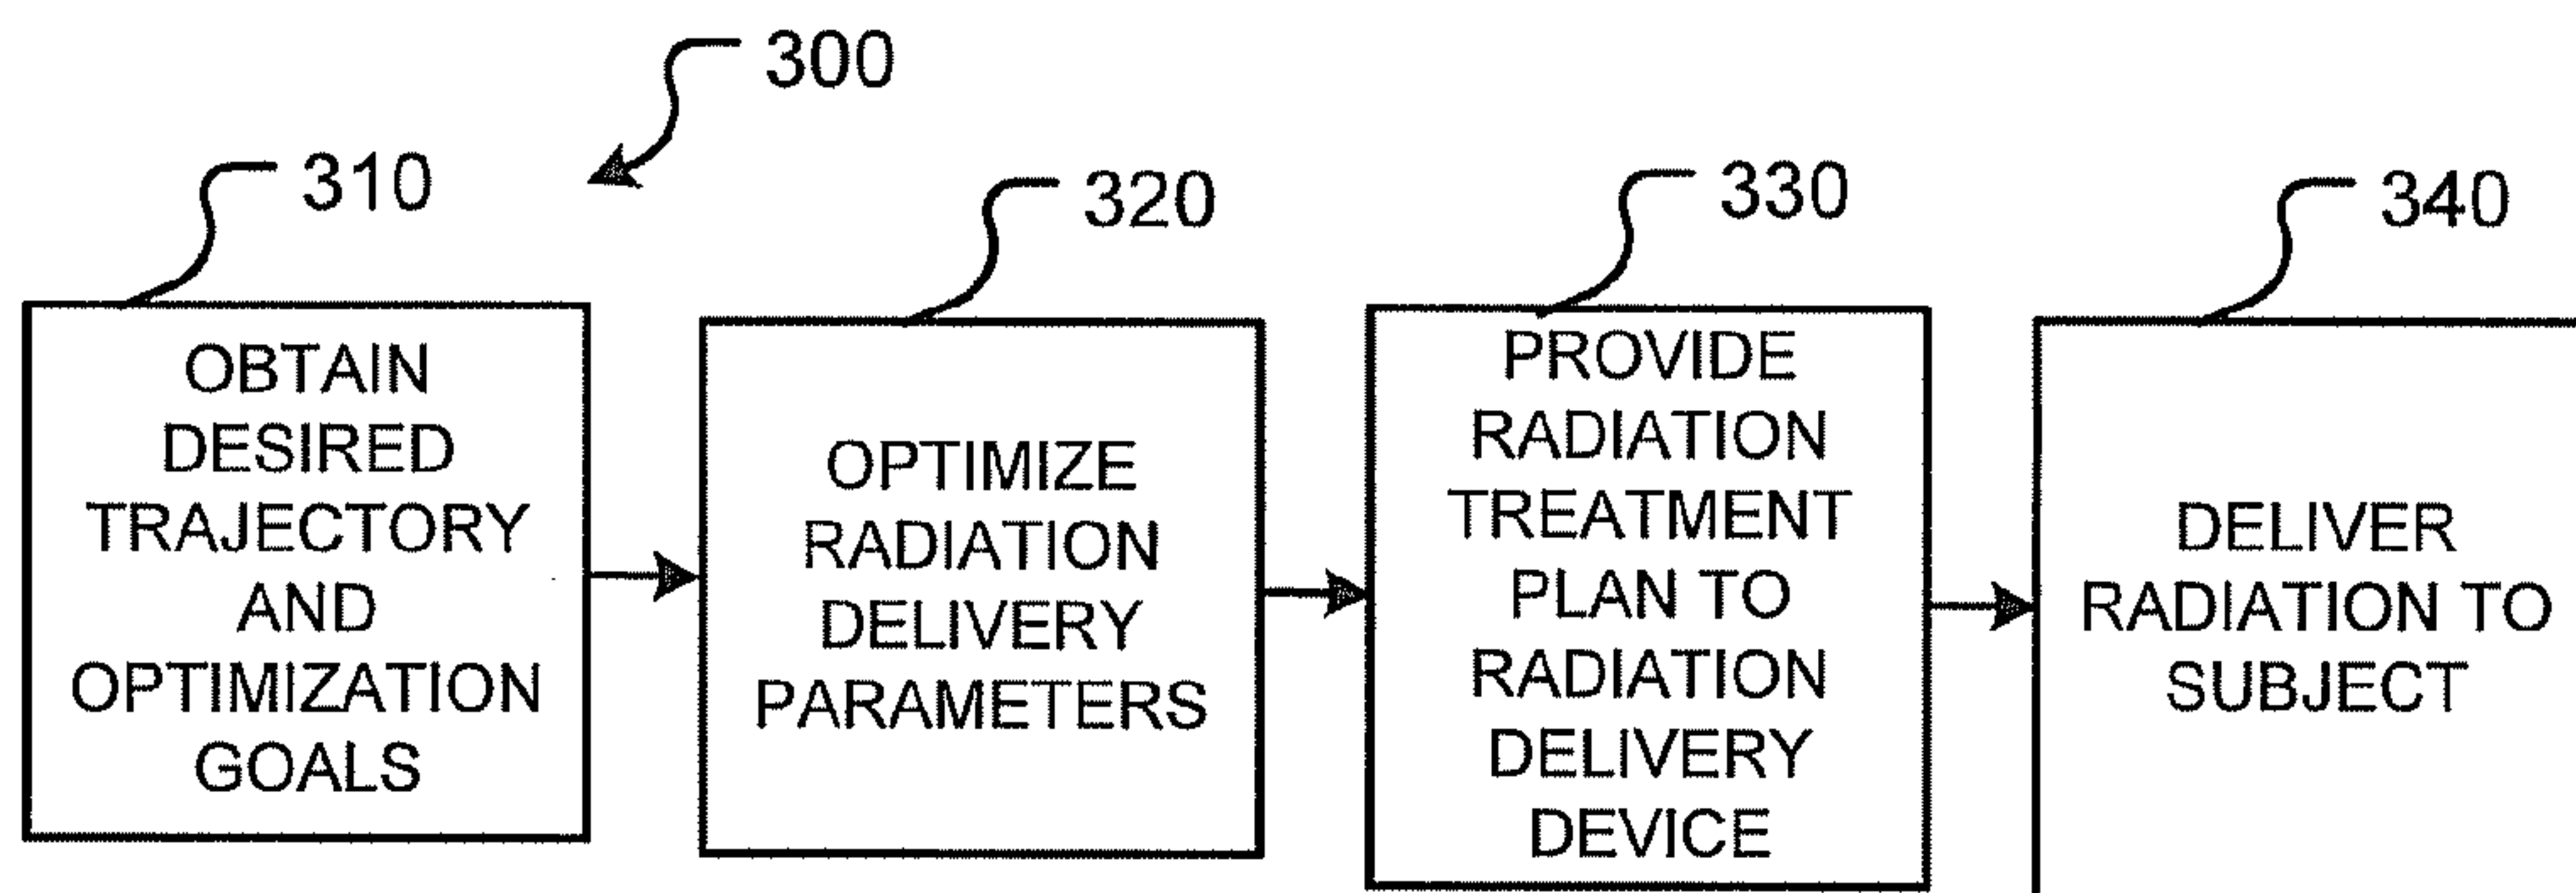 300
310
320
330
340
OBTAIN
DESIRED
TRAJECTORY
AND
OPTIMIZATION
GOALS
OPTIMIZE
RADIATION
DELIVERY
PARAMETERS
PROVIDE
RADIATION
TREATMENT
PLAN TO
RADIATION
DELIVERY
DEVICE
DELIVER
RADIATION TO
SUBJECT